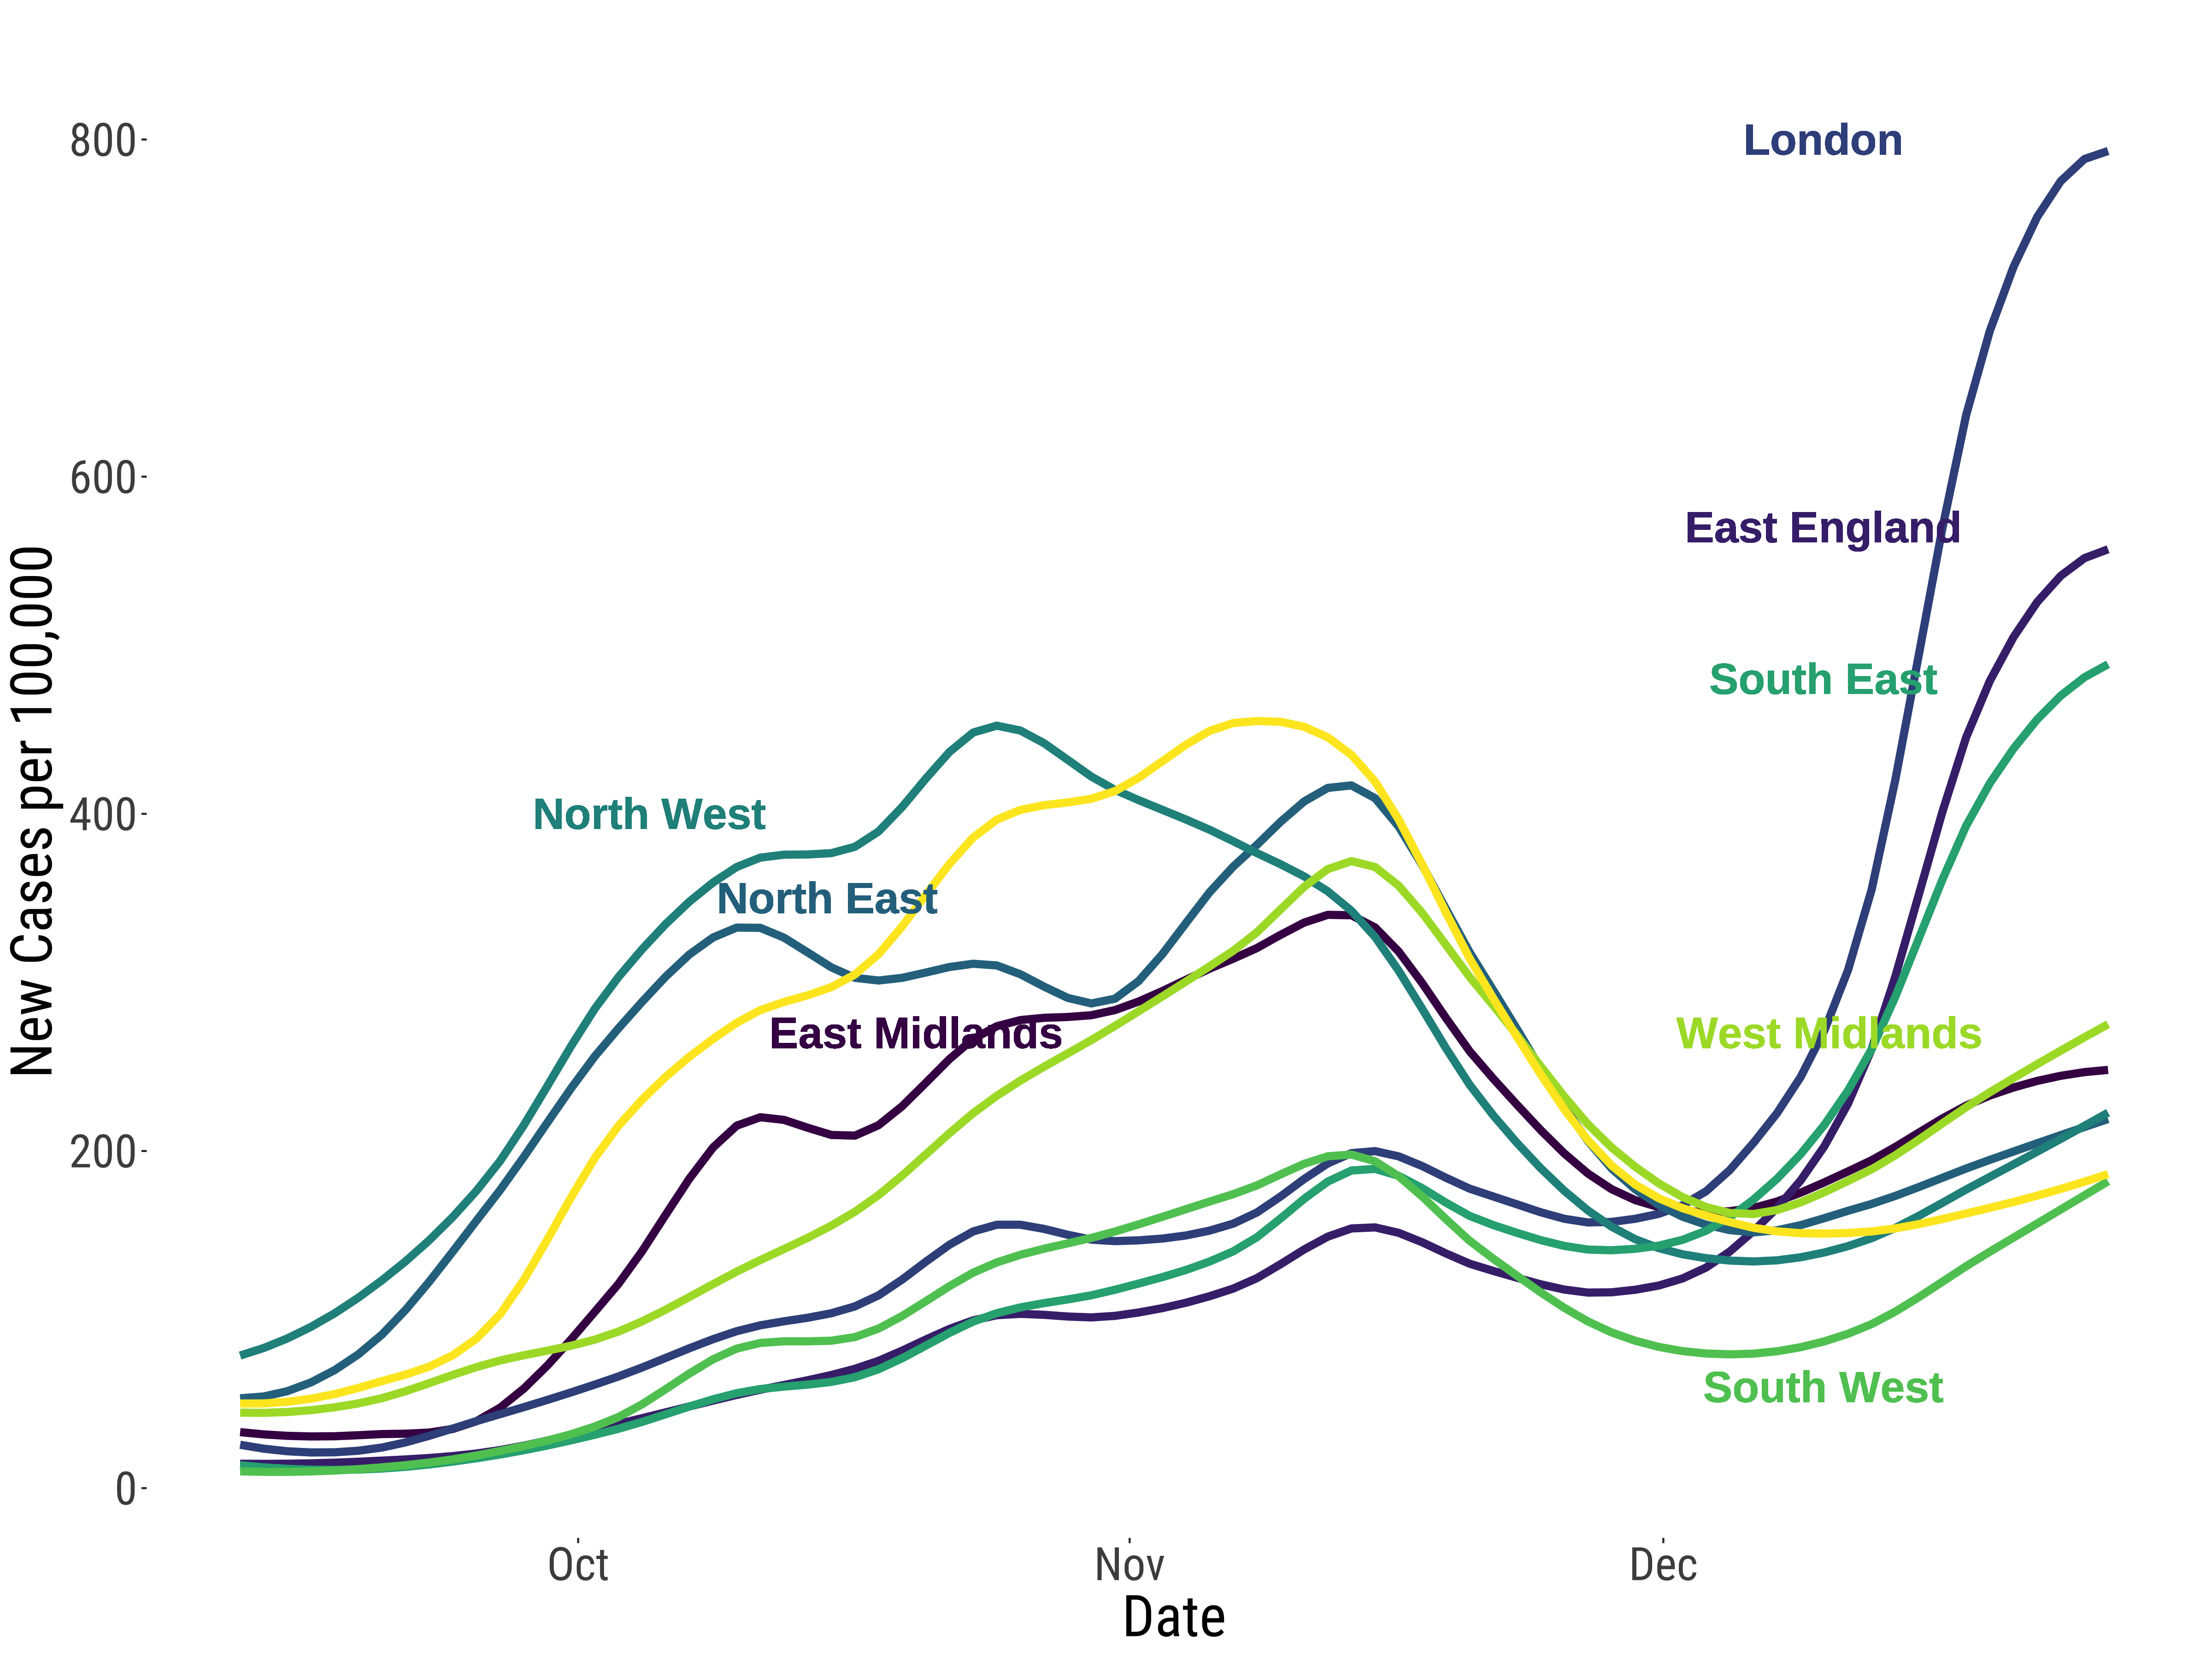 New Cases per 100,000
800
600
400
200
0
London
East England
South East
North West
North East
East Midlands
West Midlands
South West
Oct
Nov
Dec
Date